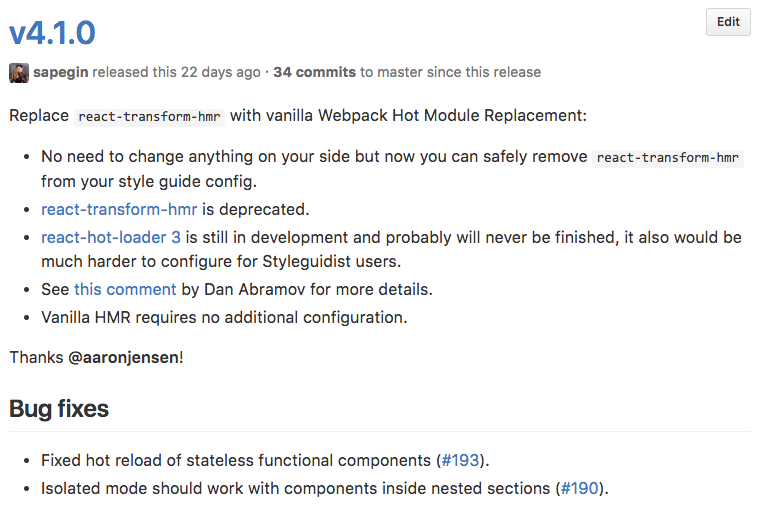 v4.1.0
Edit
sapegin released this 22 days ago · 34 commits to master since this release
Replace react-transform-hmr with vanilla Webpack Hot Module Replacement:
• No need to change anything on your side but now you can safely remove react-transform-hmr
from your style guide config.
• react-transform-hmr is deprecated.
• react-hot-loader 3 is still in development and probably will never be finished, it also would be
much harder to configure for Styleguidist users.
• See this comment by Dan Abramov for more details.
• Vanilla HMR requires no additional configuration.
Thanks @aaronjensen!
Bug fixes
• Fixed hot reload of stateless functional components (#193).
• Isolated mode should work with components inside nested sections (#190).